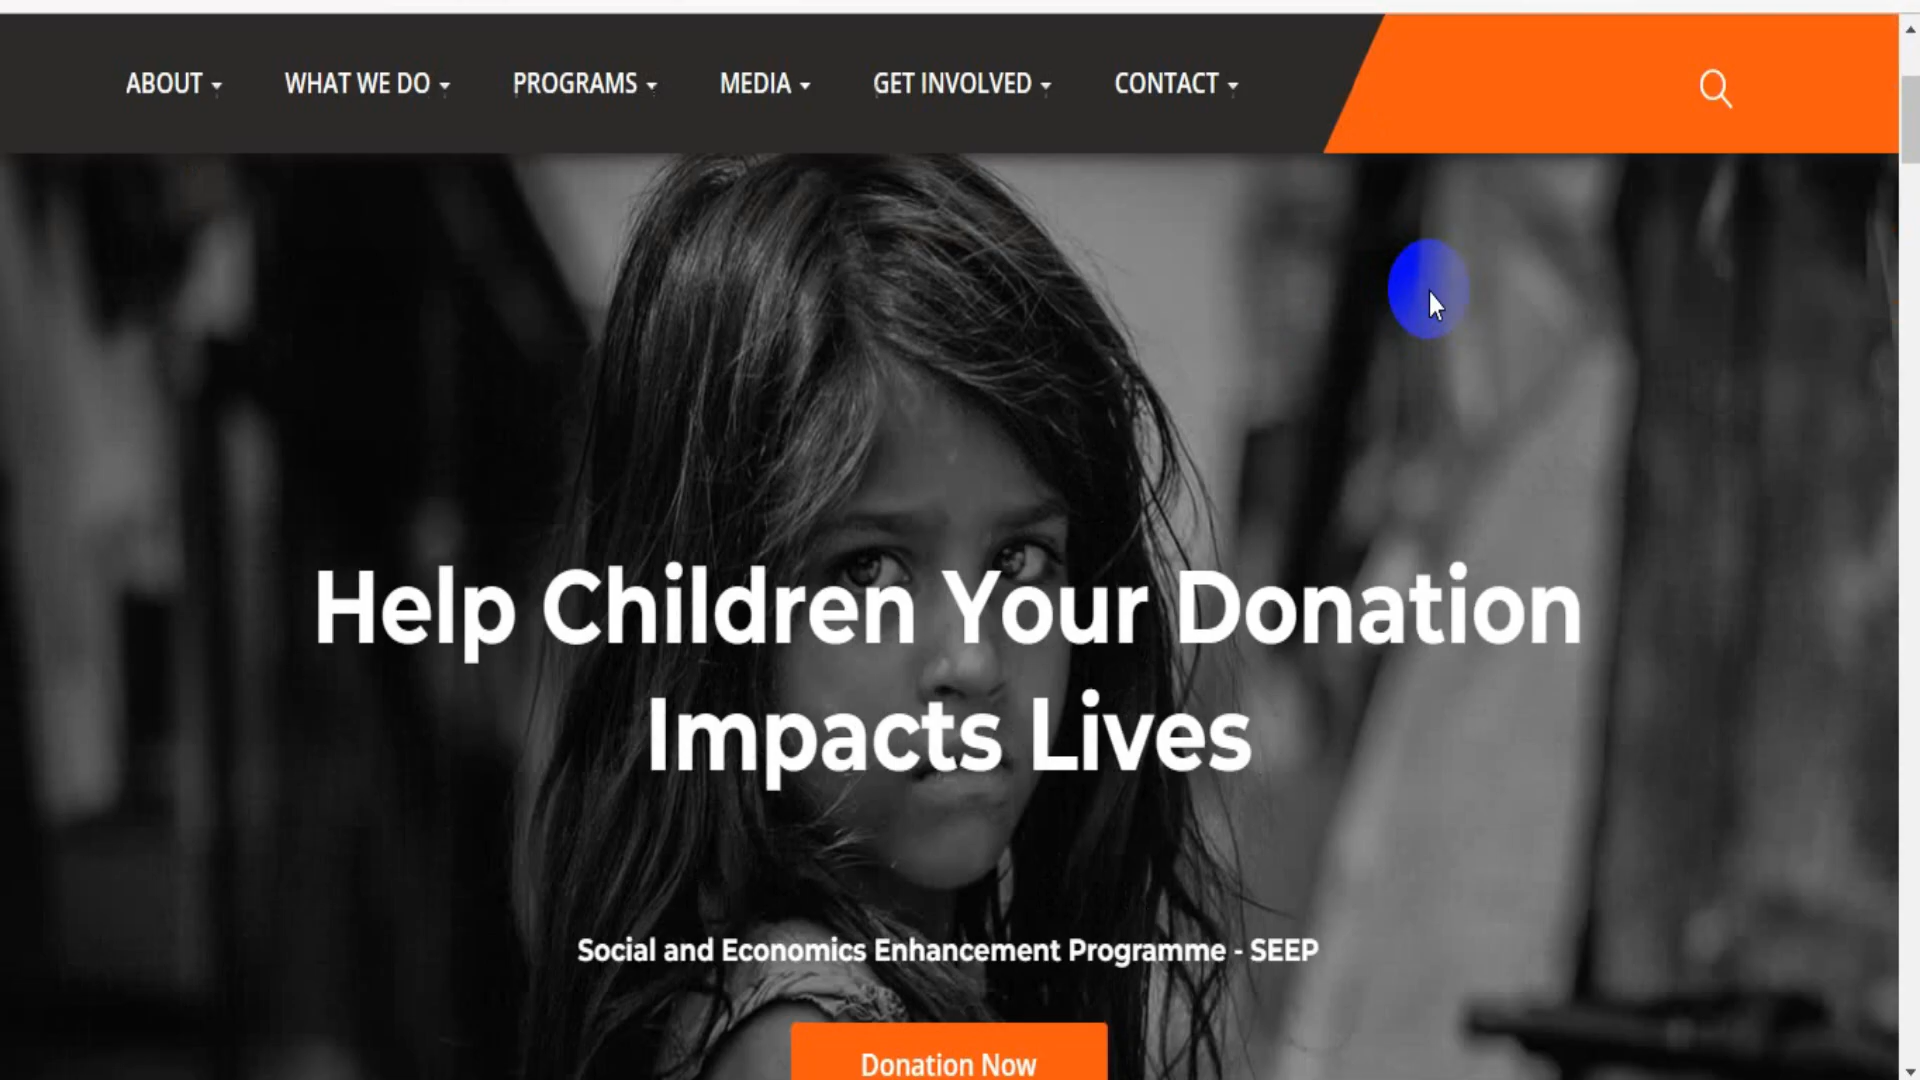 ABOUT WHAT WE DO PROGRAMS MEDIA GET INVOLVED CONTACT
Help Children Your Donation
Impacts Lives
Social and Economics Enhancement Programme - SEEP
Donation Now